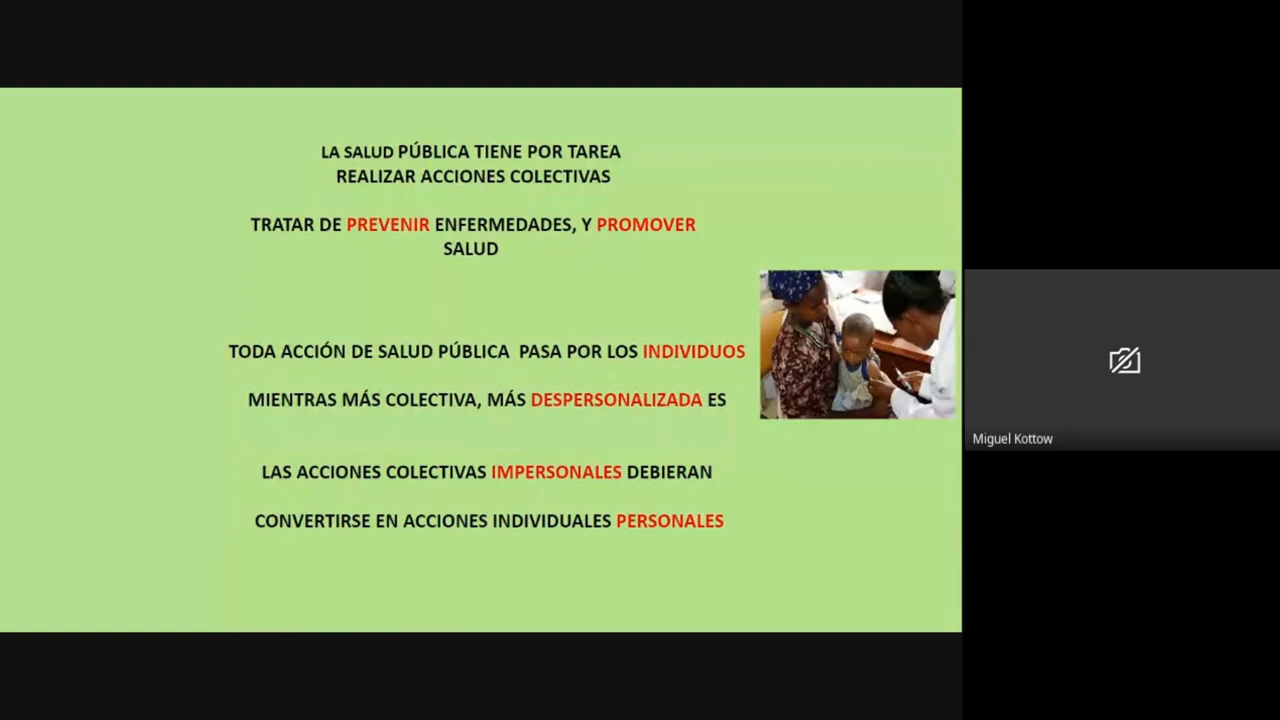 LA SALUD PÚBLICA TIENE POR TAREA
REALIZAR ACCIONES COLECTIVAS
TRATAR DE PREVENIR ENFERMEDADES, Y PROMOVER
SALUD
TODA ACCIÓN DE SALUD PÚBLICA PASA POR LOS INDIVIDUOS
MIENTRAS MÁS COLECTIVA, MÁS DESPERSONALIZADA ES
LAS ACCIONES COLECTIVAS IMPERSONALES DEBIERAN
CONVERTIRSE EN ACCIONES INDIVIDUALES PERSONALES
Miguel Kottow